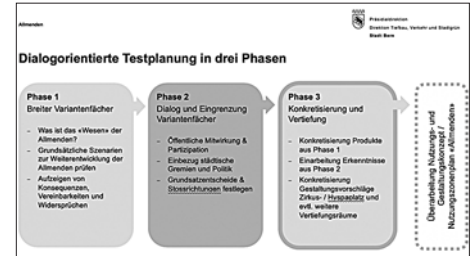 Allmenden
Präsidialdirektion
Direktion Tiefbau, Verkehr und Stadtgrün
Stadt Bern
Dialogorientierte Testplanung in drei Phasen
Phase 1
Breiter Variantenfächer
– Was ist das «Wesen» der
Allmenden?
– Grundsätzliche Szenarien
zur Weiterentwicklung der
Allmenden prüfen
– Aufzeigen von
Konsequenzen,
Vereinbarkeiten und
Widersprüchen
Phase 2
Dialog und Eingrenzung
Variantenfächer
– Öffentliche Mitwirkung &
Partizipation
– Einbezug städtische
Gremien und Politik
– Grundsatzentscheide &
Stossrichtungen festlegen
Phase 3
Konkretisierung und
Vertiefung
– Konkretisierung Produkte
aus Phase 1
– Einarbeitung Erkenntnisse
aus Phase 2
– Konkretisierung
Gestaltungsvorschläge
Zirkus- / Hyspaplatz und
evtl. weitere
Vertiefungsräume
Überarbeitung Nutzungs- und
Gestaltungskonzept /
Nutzungszonenplan «Allmenden»